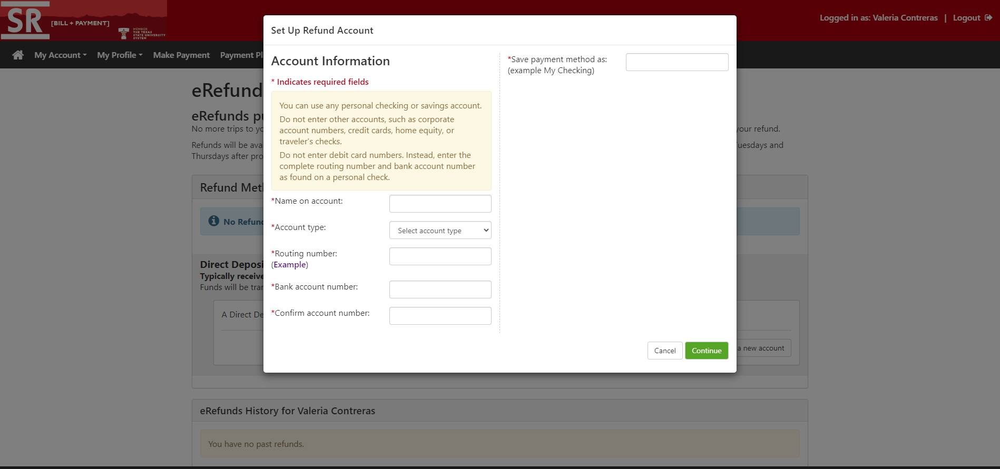 SR
[BILL + PAYMENT]
MEMBER
THE TEXAS
STATE UNIVERSITY
SYSTEM
Logged in as: Valeria Contreras | Logout
My Account My Profile Make Payment Payment Pl
eRefund
eRefunds pu
No more trips to yo
your refund.
Refunds will be ava
Tuesdays and
Thursdays after pro
Refund Met
No Refun
Direct Deposi
Typically receive
Funds will be tran
A Direct De
a new account
Set Up Refund Account
Account Information
* Indicates required fields
You can use any personal checking or savings account.
Do not enter other accounts, such as corporate
account numbers, credit cards, home equity, or
traveler's checks.
Do not enter debit card numbers. Instead, enter the
complete routing number and bank account number
as found on a personal check.
*Name on account:
*Account type:
Select account type
*Routing number:
(Example)
*Bank account number:
*Confirm account number:
*Save payment method as:
(example My Checking)
Cancel Continue
eRefunds History for Valeria Contreras
You have no past refunds.